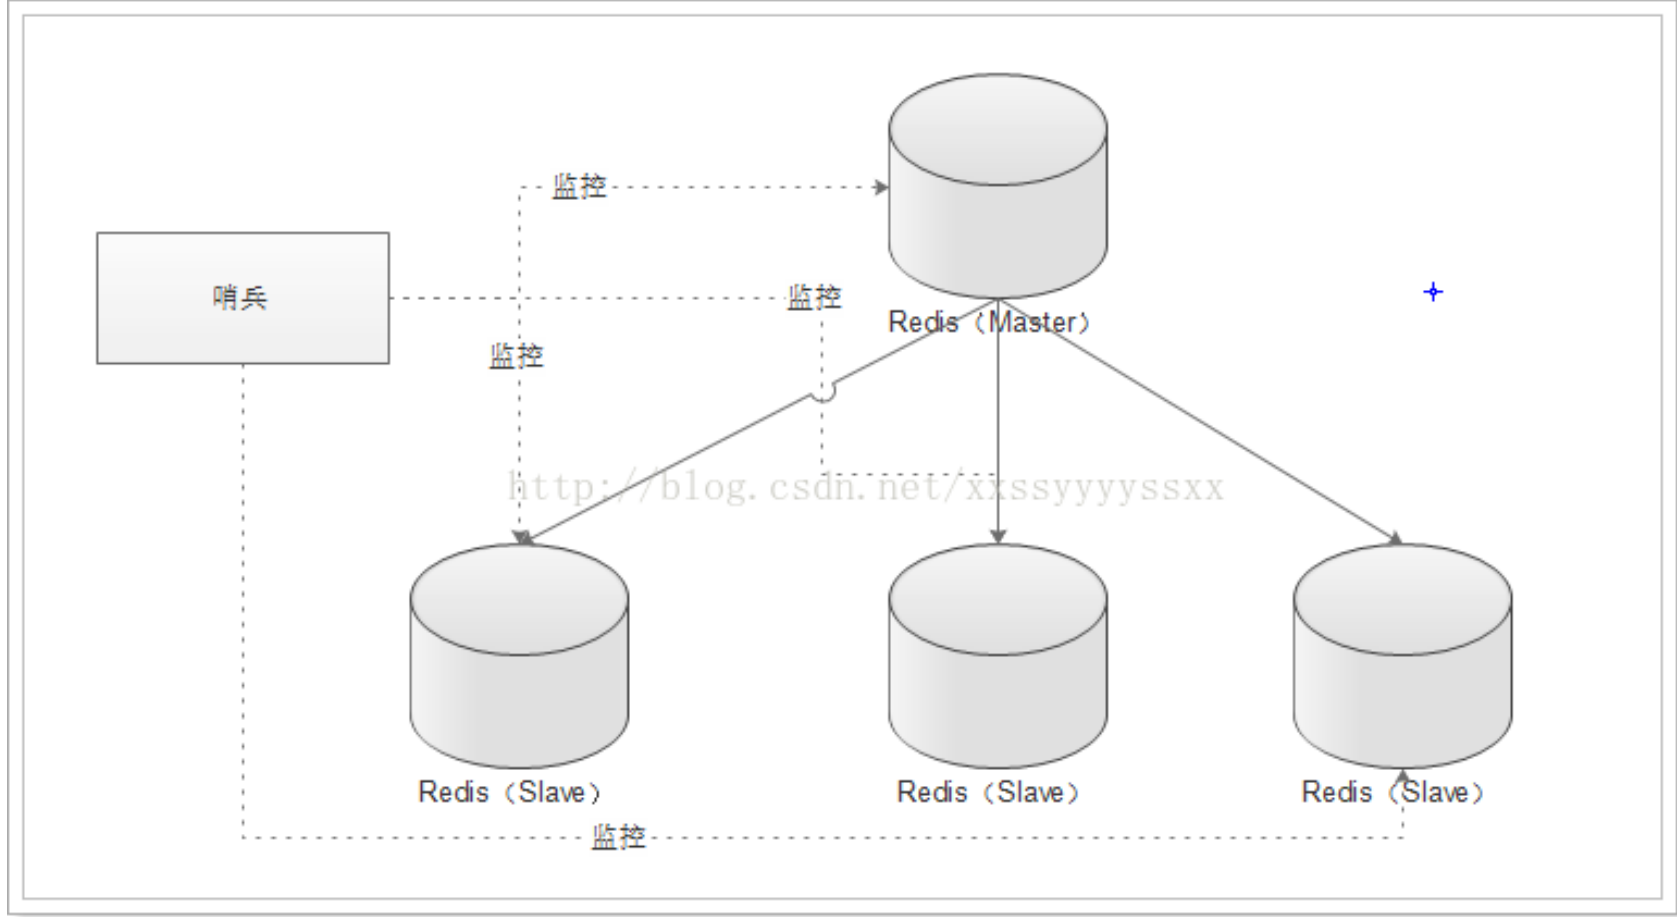 监控
哨兵
监控
Redis（Master）
监控
http://blog.csdn.net/xxssyyyyssxx
Redis（Slave）
Redis（Slave）
Redis（Slave）
监控